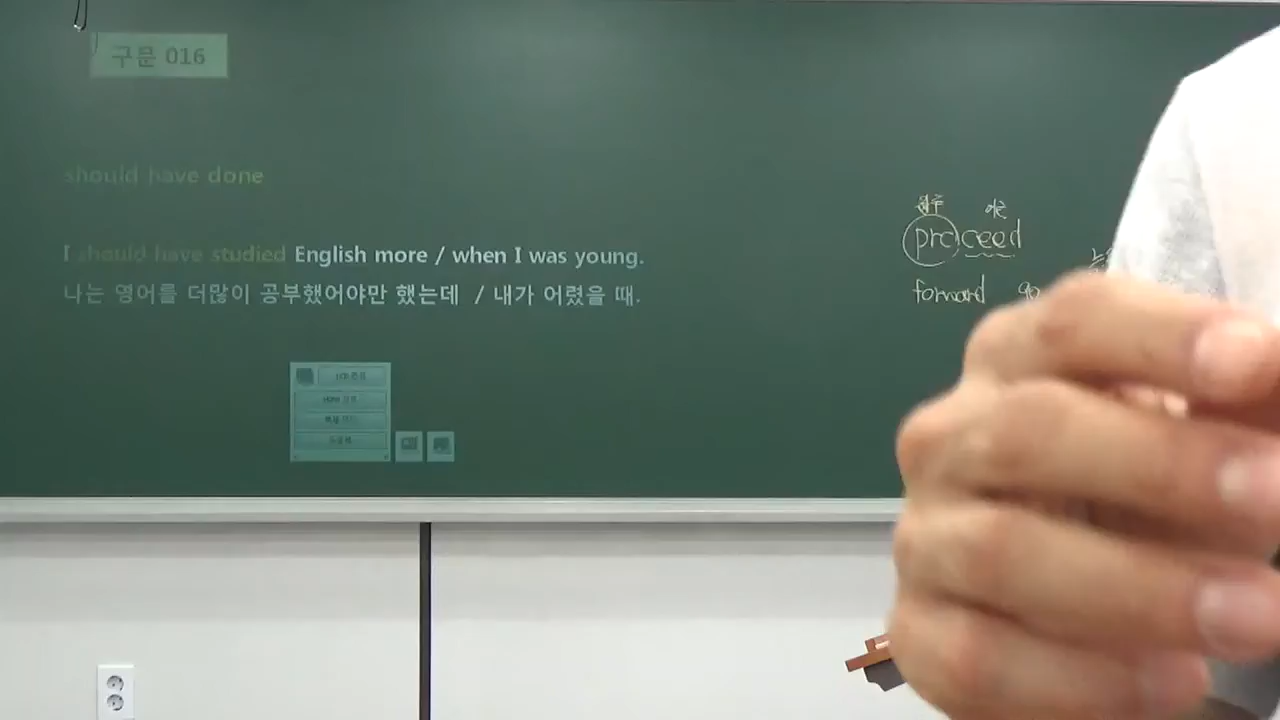 구문 016
should have done
I should have studied English more / when I was young.
나는 영어를 더많이 공부했어야만 했는데 / 내가 어렸을 때.
proceed
forward go